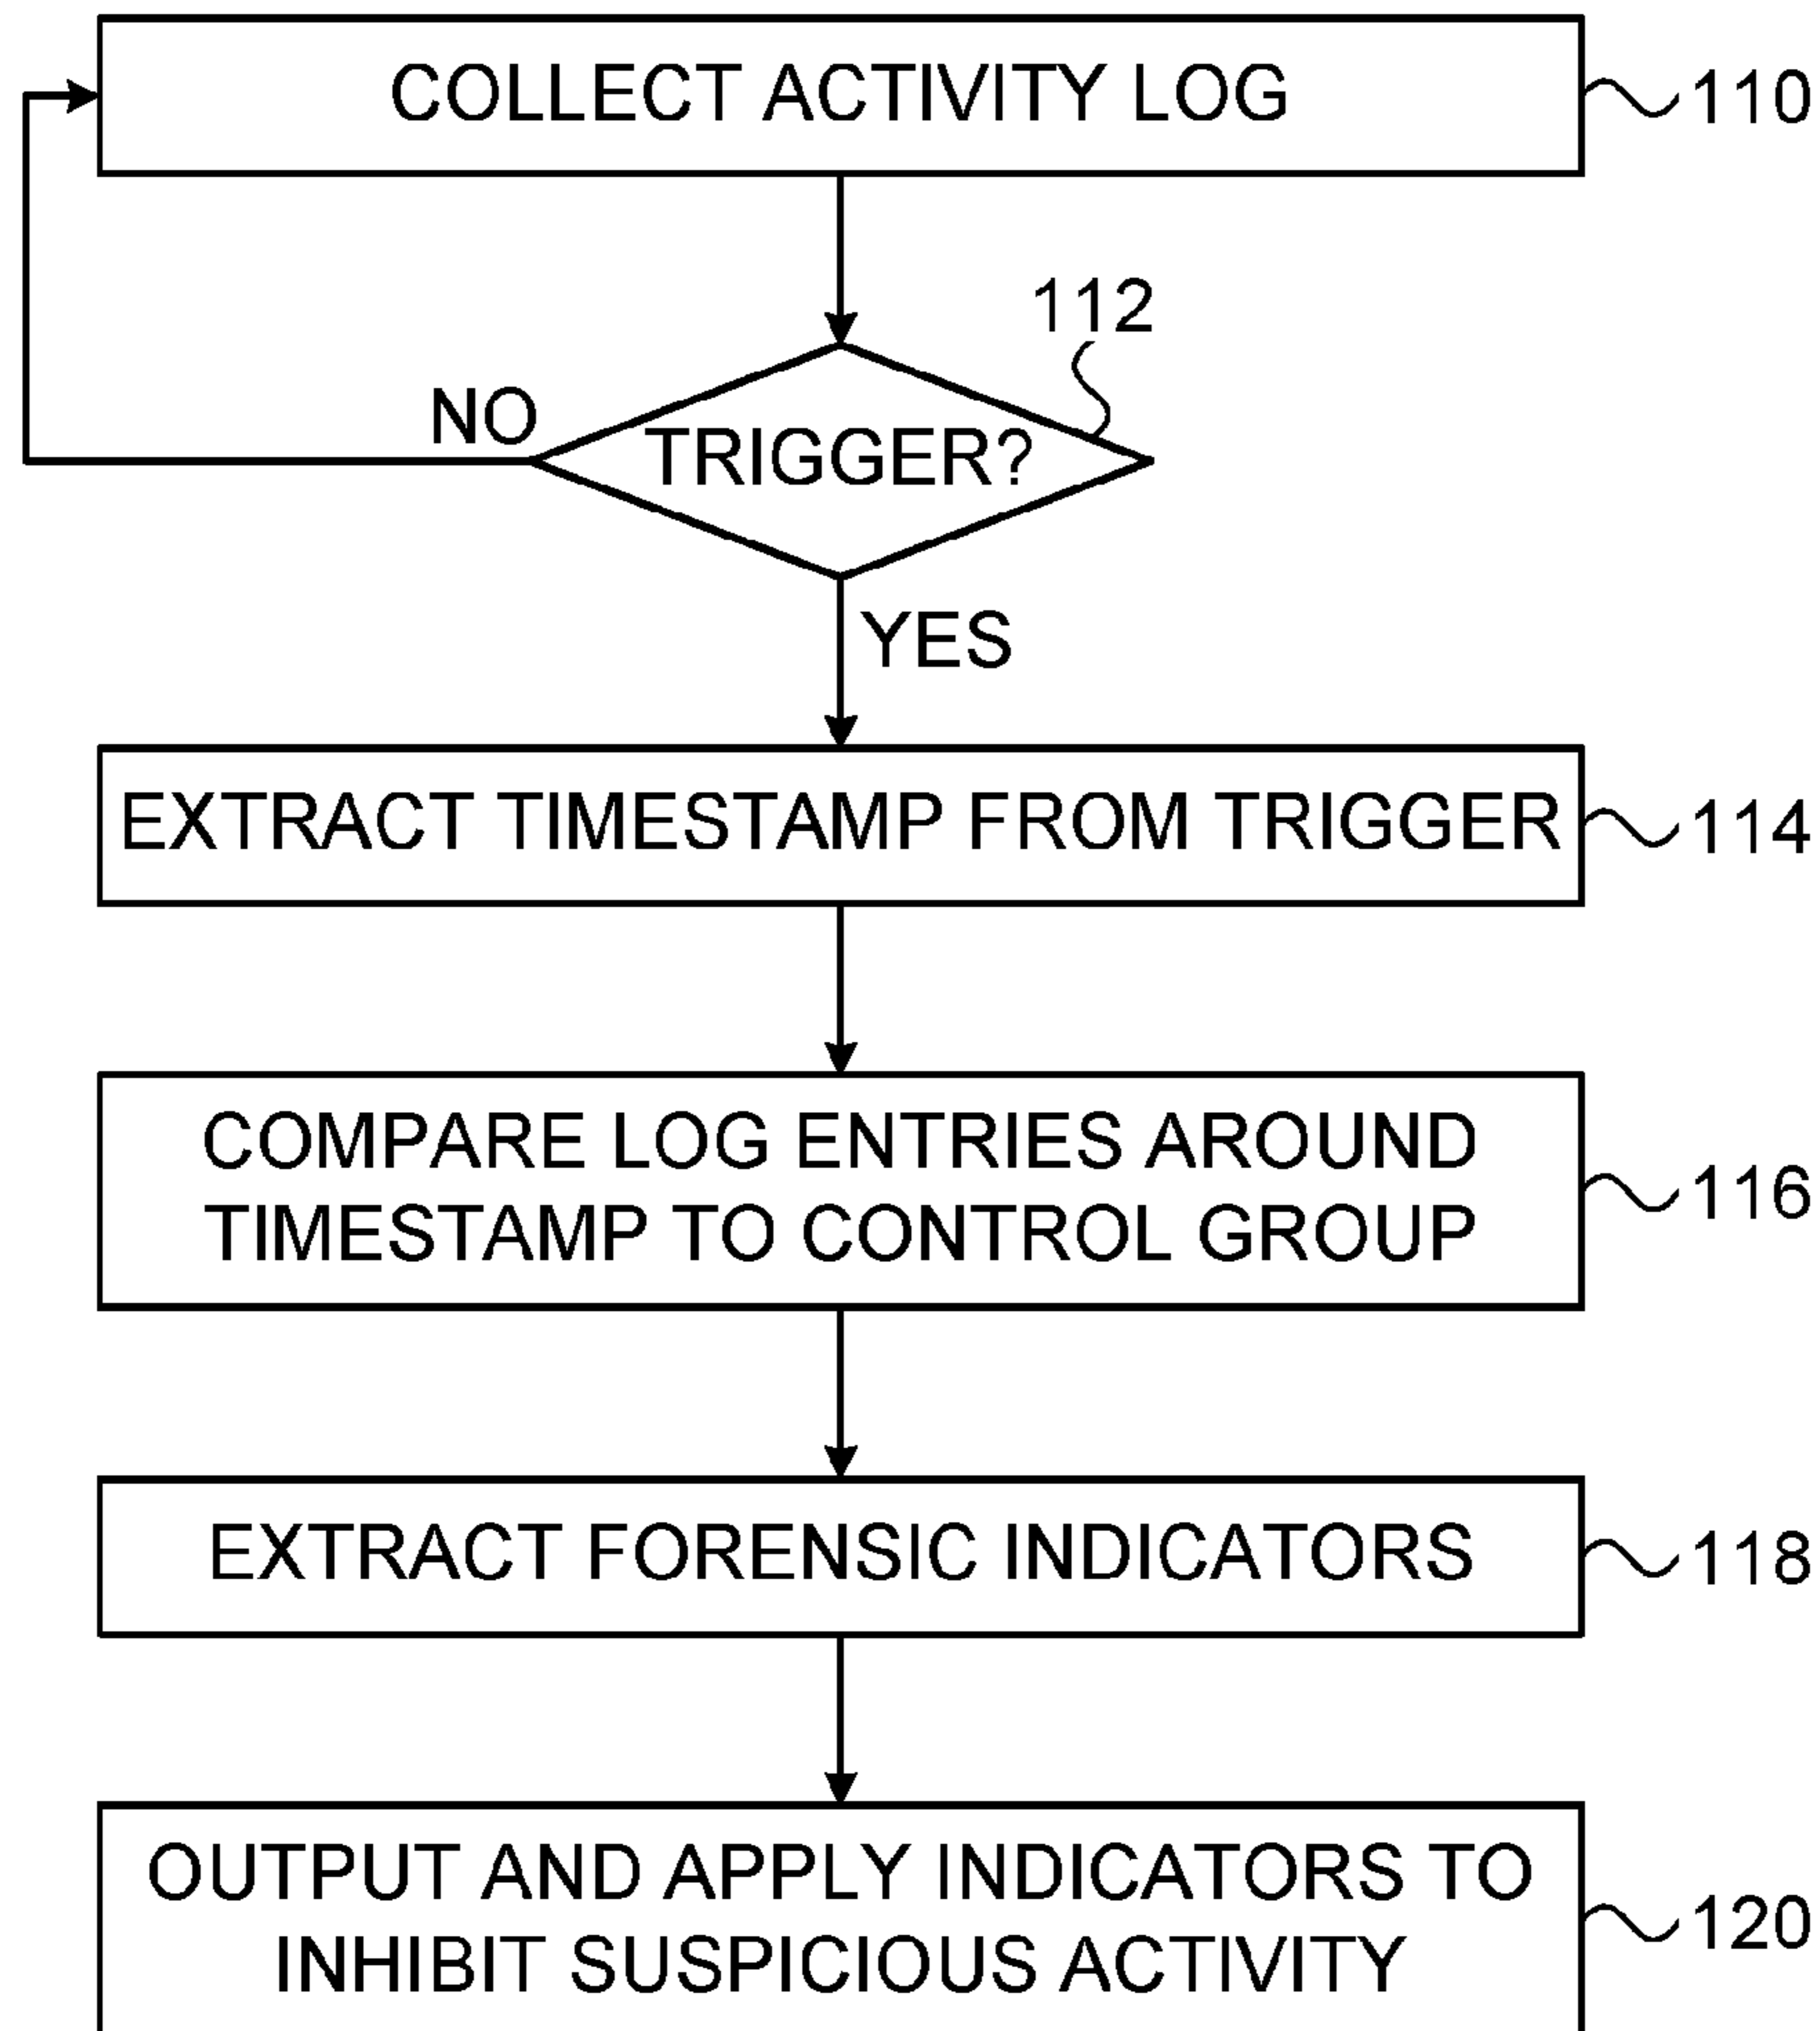 COLLECT ACTIVITY LOG
110
112
NO
TRIGGER?
YES
EXTRACT TIMESTAMP FROM TRIGGER
114
COMPARE LOG ENTRIES AROUND
TIMESTAMP TO CONTROL GROUP
116
EXTRACT FORENSIC INDICATORS
118
OUTPUT AND APPLY INDICATORS TO
INHIBIT SUSPICIOUS ACTIVITY
120